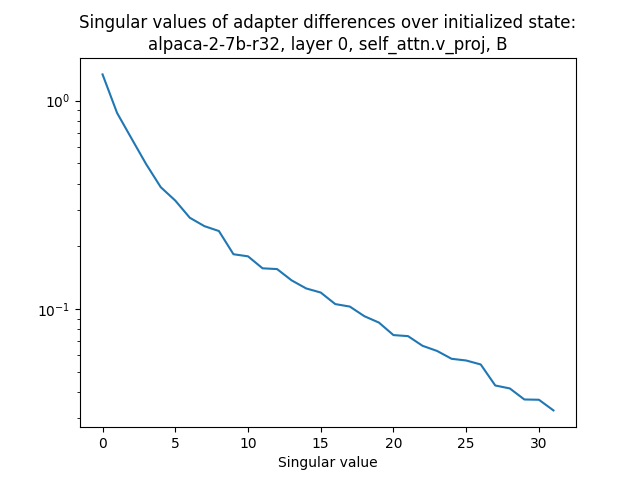 Singular values of adapter differences over initialized state:
alpaca-2-7b-r32, layer 0, self_attn.v_proj, B
10⁰
10⁻¹
0 5 10 15 20 25 30
Singular value